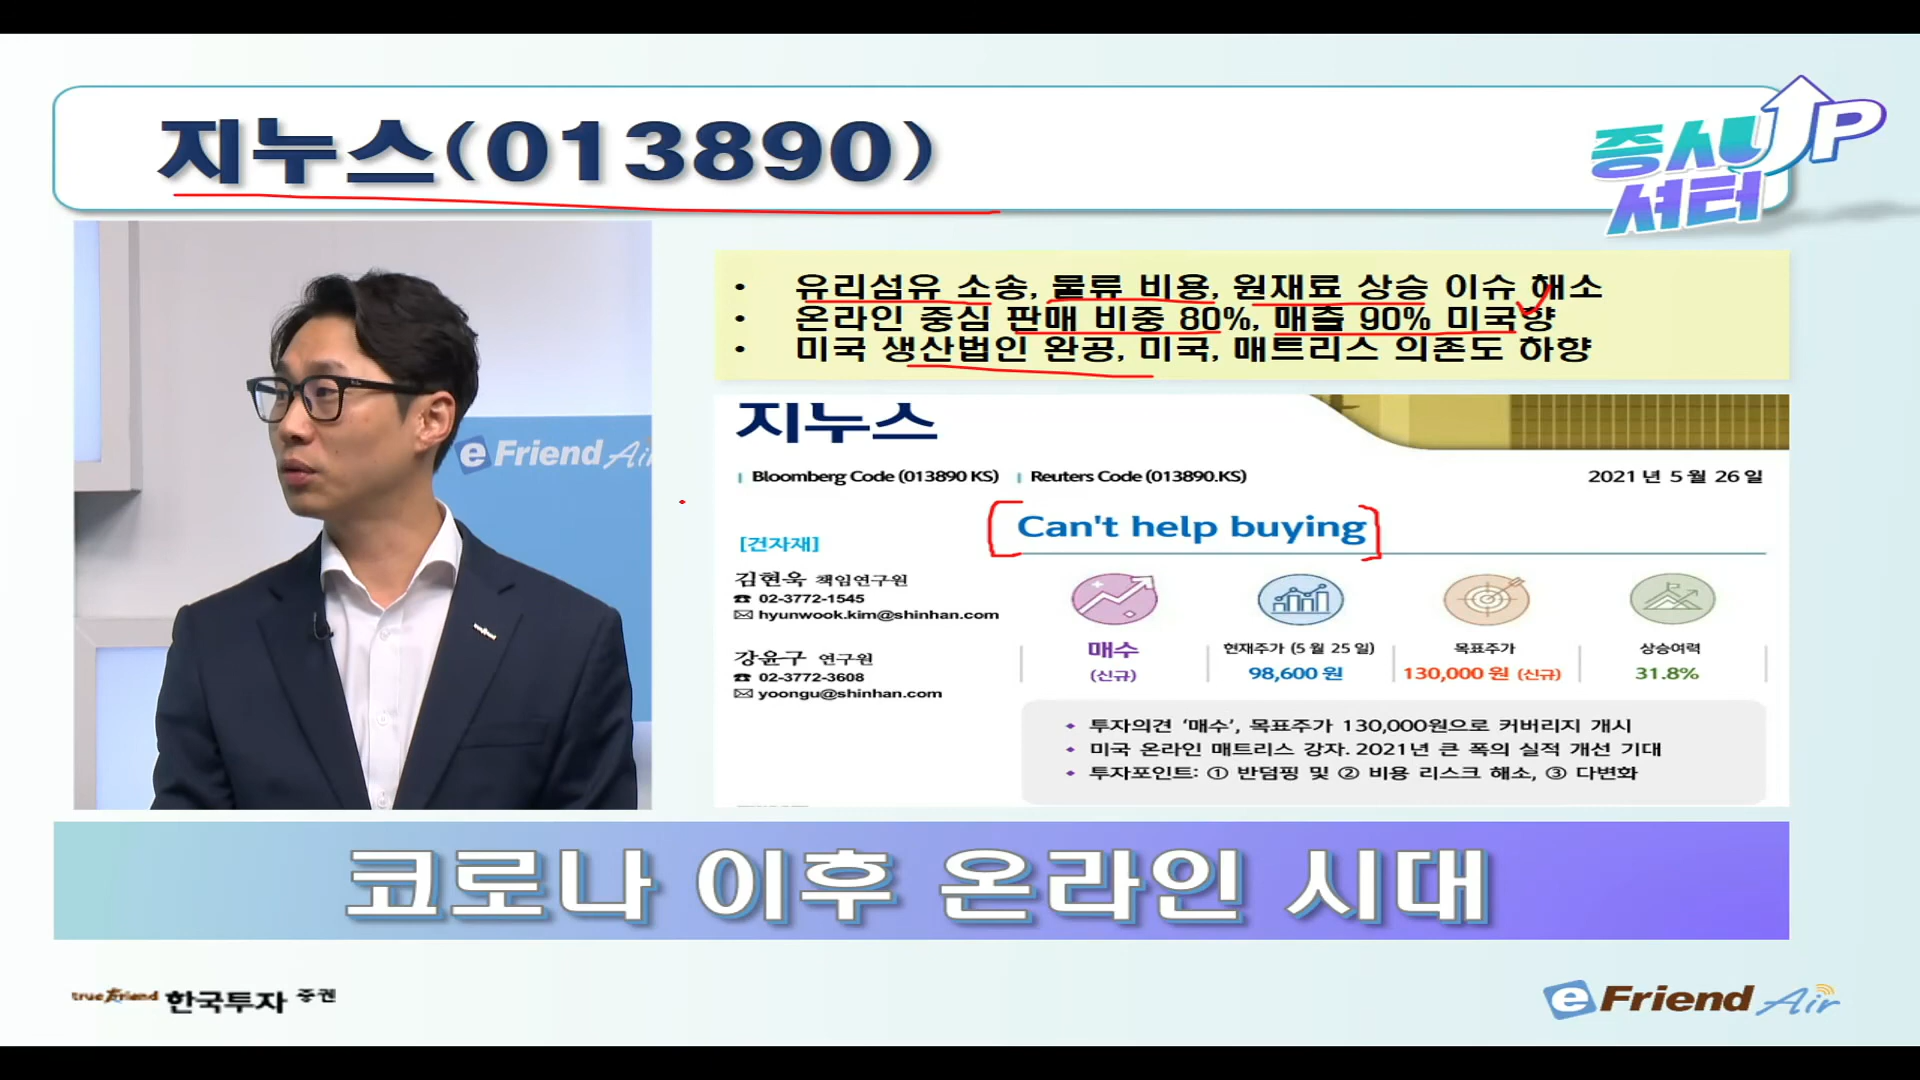 지누스(013890)
증시UP
셔터
• 유리섬유 소송, 물류 비용, 원재료 상승 이슈 해소
• 온라인 중심 판매 비중 80%, 매출 90% 미국향
• 미국 생산법인 완공, 미국, 매트리스 의존도 하향
e Friend Air
지누스
Bloomberg Code (013890 KS) | Reuters Code (013890.KS)
2021 년 5 월 26 일
Can't help buying
[건자재]
김현욱 책임연구원
☎ 02-3772-1545
✉ hyunwook.kim@shinhan.com
강윤구 연구원
☎ 02-3772-3608
✉ yoongu@shinhan.com
매수
(신규)
현재주가 (5 월 25 일)
98,600 원
목표주가
130,000 원 (신규)
상승여력
31.8%
◆ 투자의견 ‘매수’, 목표주가 130,000원으로 커버리지 개시
◆ 미국 온라인 매트리스 강자. 2021년 큰 폭의 실적 개선 기대
◆ 투자포인트: ① 반덤핑 및 ② 비용 리스크 해소, ③ 다변화
코로나 이후 온라인 시대
true friend 한국투자 증권
e Friend Air